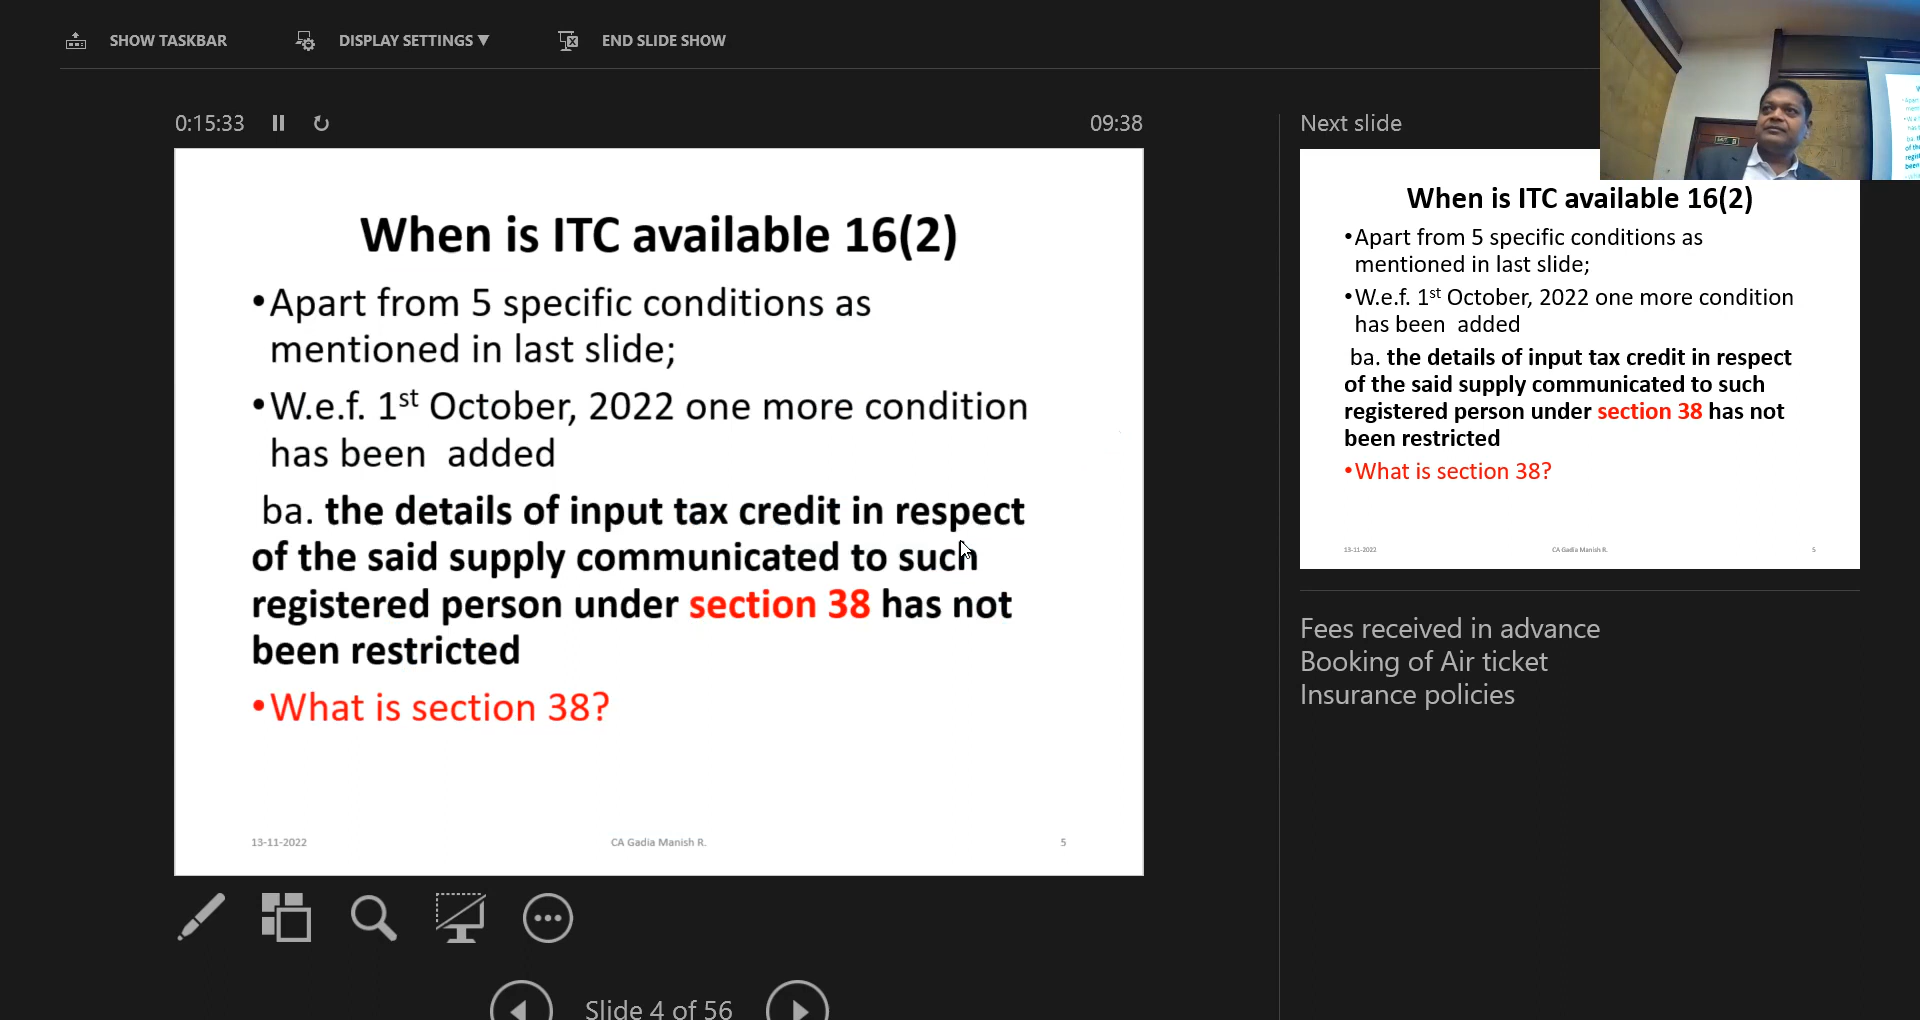 SHOW TASKBAR DISPLAY SETTINGS ▼ END SLIDE SHOW
0:15:33 09:38
When is ITC available 16(2)
•Apart from 5 specific conditions as
mentioned in last slide;
•W.e.f. 1st October, 2022 one more condition
has been added
ba. the details of input tax credit in respect
of the said supply communicated to such
registered person under section 38 has not
been restricted
•What is section 38?
13-11-2022 CA Gadia Manish R. 5
Slide 4 of 56
Next slide
When is ITC available 16(2)
•Apart from 5 specific conditions as
mentioned in last slide;
•W.e.f. 1st October, 2022 one more condition
has been added
ba. the details of input tax credit in respect
of the said supply communicated to such
registered person under section 38 has not
been restricted
•What is section 38?
13-11-2022 CA Gadia Manish R. 5
Fees received in advance
Booking of Air ticket
Insurance policies